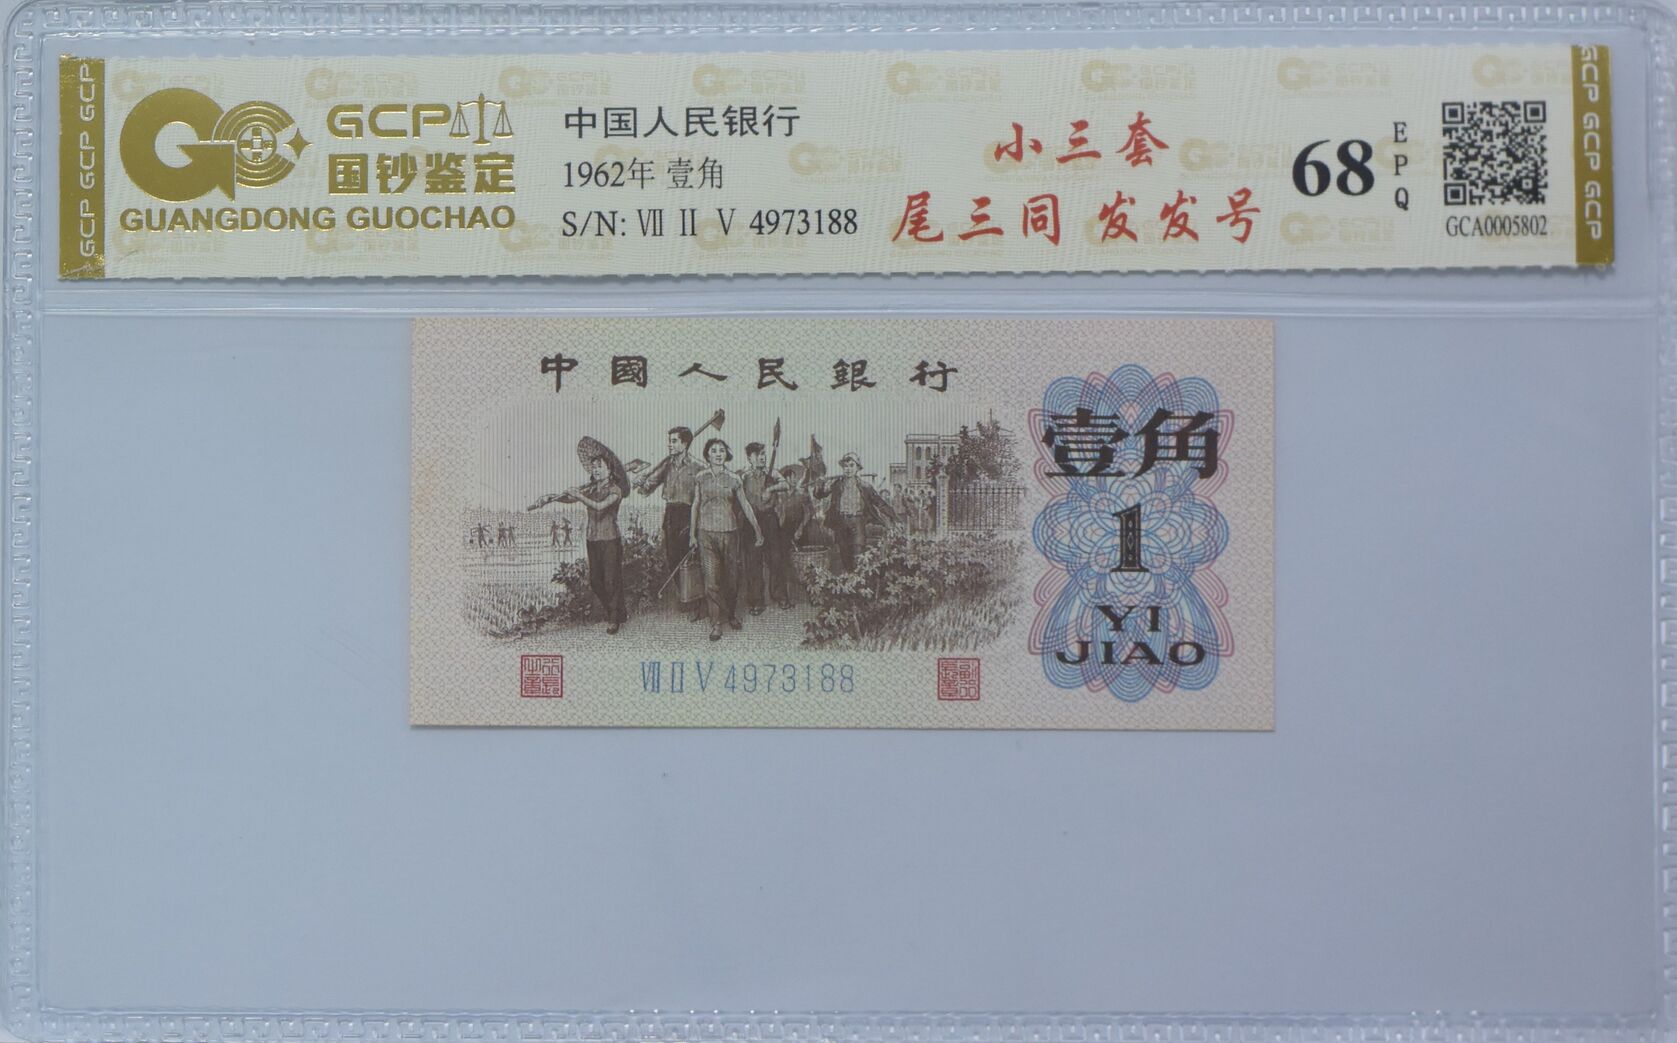 GCP GCP GCP
GCP
国钞鉴定
GUANGDONG GUOCHAO
中国人民银行
1962年 壹角
S/N: Ⅶ Ⅱ Ⅴ 4973188
小三套
尾三同 发发号
68
EPQ
GCA0005802
GCP GCP GCP
中國人民銀行
壹角
1
YI
JIAO
Ⅶ Ⅱ Ⅴ 4973188